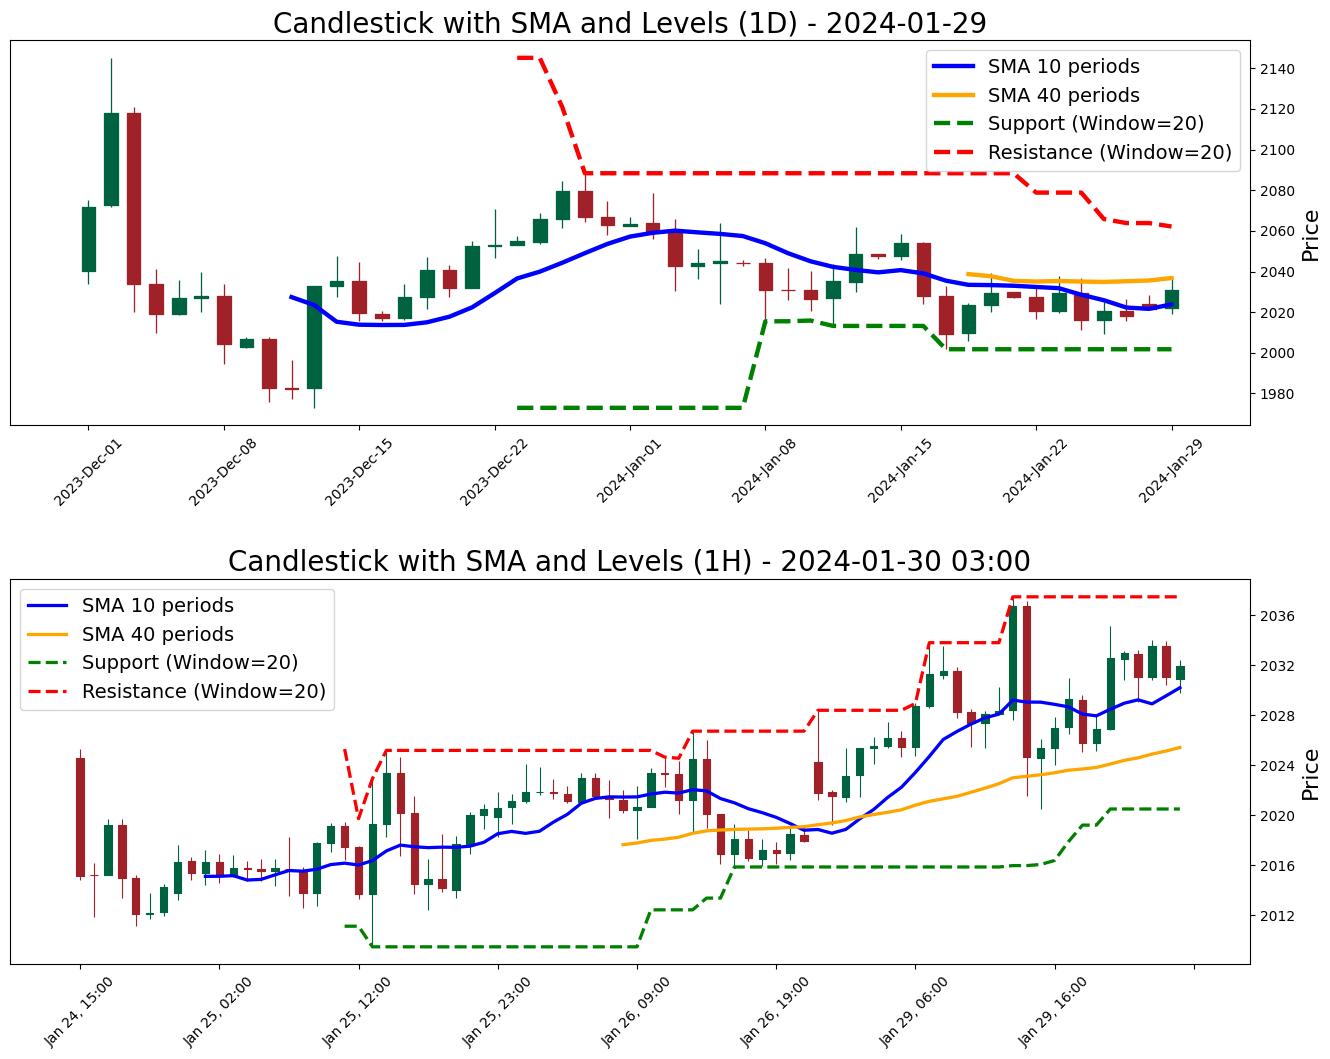 Candlestick with SMA and Levels (1D) - 2024-01-29
SMA 10 periods
SMA 40 periods
Support (Window=20)
Resistance (Window=20)
2140
2120
2100
2080
2060
2040
2020
2000
1980
Price
2023-Dec-01
2023-Dec-08
2023-Dec-15
2023-Dec-22
2024-Jan-01
2024-Jan-08
2024-Jan-15
2024-Jan-22
2024-Jan-29
Candlestick with SMA and Levels (1H) - 2024-01-30 03:00
SMA 10 periods
SMA 40 periods
Support (Window=20)
Resistance (Window=20)
2036
2032
2028
2024
2020
2016
2012
Price
Jan 24, 15:00
Jan 25, 02:00
Jan 25, 12:00
Jan 25, 23:00
Jan 26, 09:00
Jan 26, 19:00
Jan 29, 06:00
Jan 29, 16:00